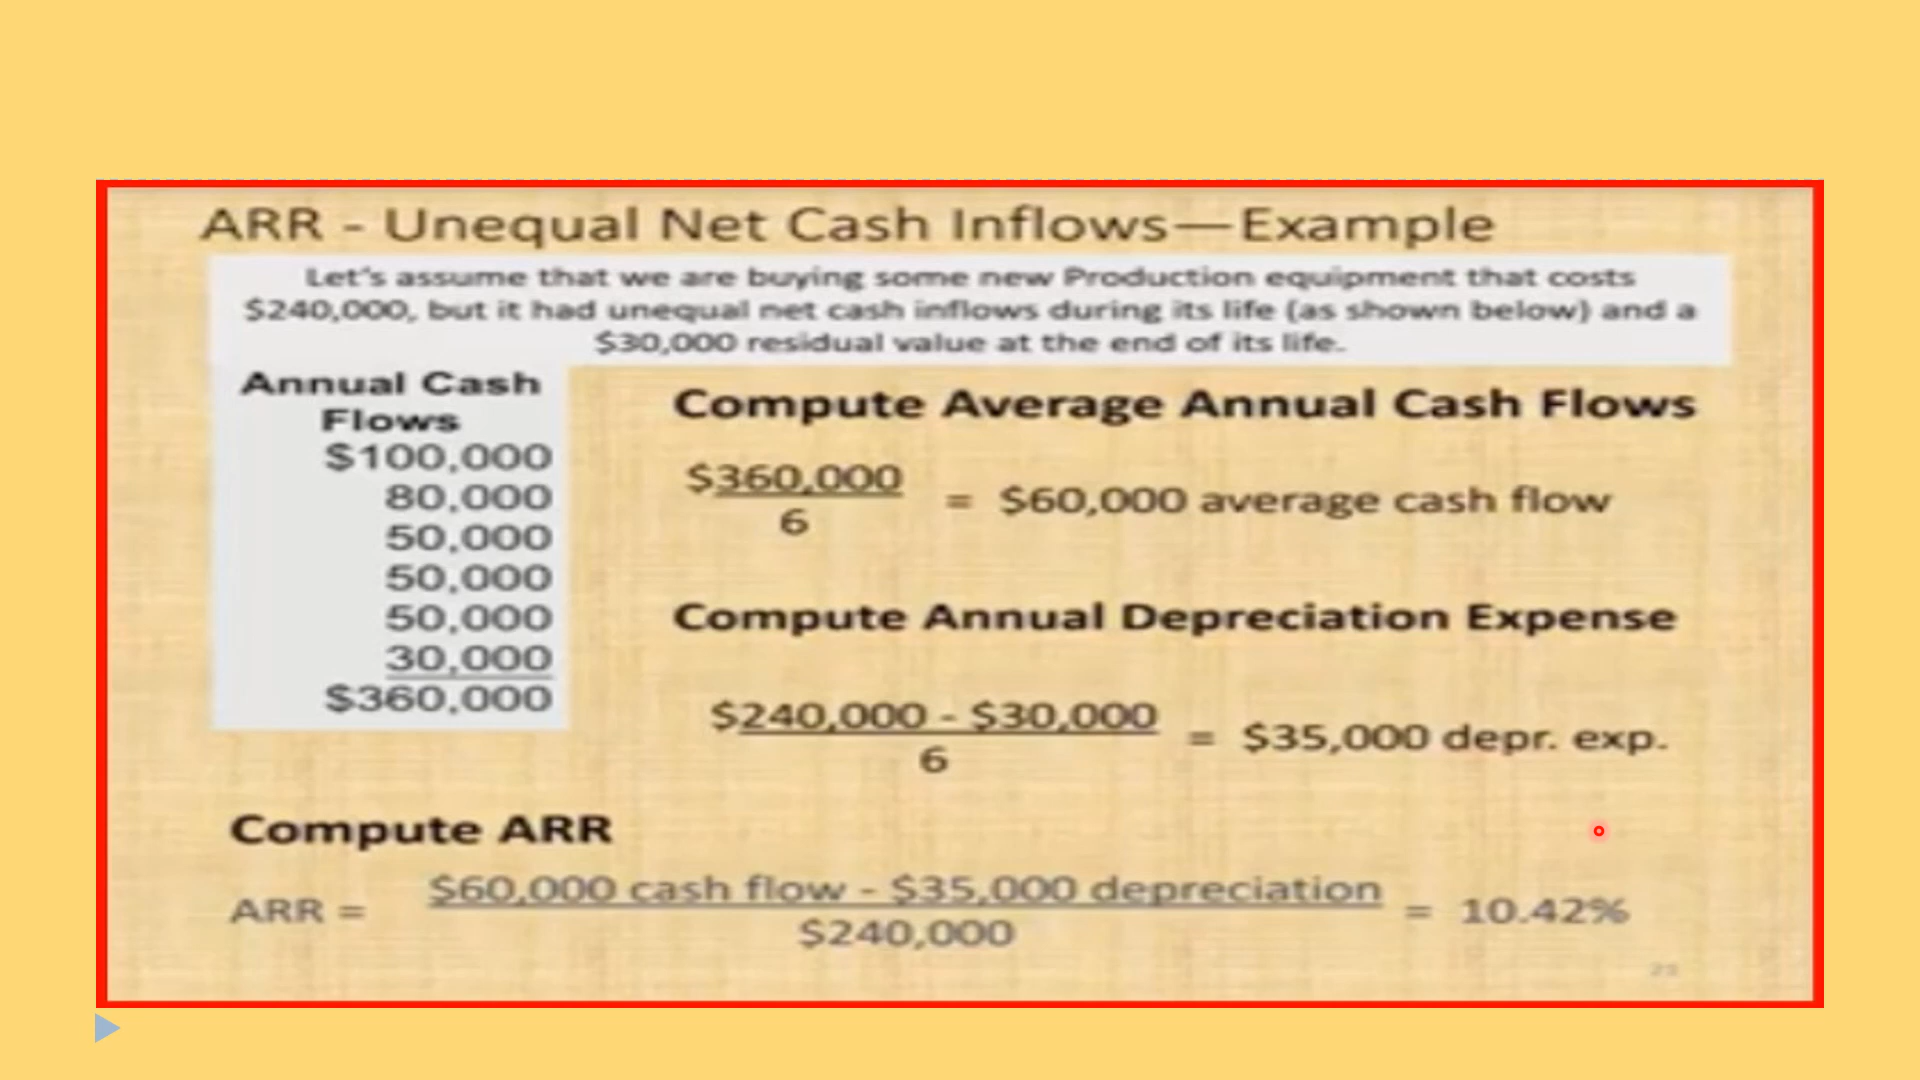 ARR - Unequal Net Cash Inflows—Example
Let's assume that we are buying some new Production equipment that costs
$240,000, but it had unequal net cash inflows during its life (as shown below) and a
$30,000 residual value at the end of its life.
Annual Cash
Flows
$100,000
80,000
50,000
50,000
50,000
30,000
$360,000
Compute Average Annual Cash Flows
$360,000
6
= $60,000 average cash flow
Compute Annual Depreciation Expense
$240,000 - $30,000
6
= $35,000 depr. exp.
Compute ARR
ARR =
$60,000 cash flow - $35,000 depreciation
$240,000
= 10.42%